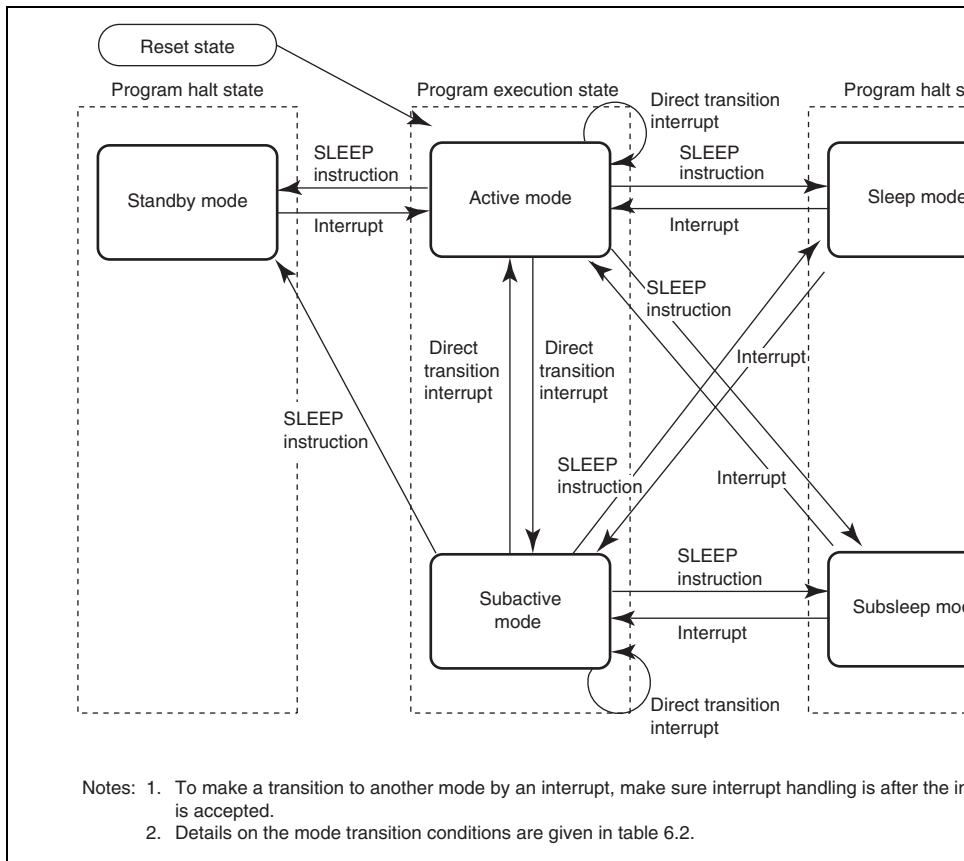 Reset state
Program halt state
Program execution state
Program halt
Direct transition
interrupt
SLEEP
instruction
SLEEP
instruction
Standby mode
Active mode
Sleep mode
Interrupt
Interrupt
SLEEP
instruction
Direct
transition
interrupt
Direct
transition
interrupt
Interrupt
SLEEP
instruction
SLEEP
instruction
Interrupt
SLEEP
instruction
Subactive
mode
Subsleep
Interrupt
Direct transition
interrupt
Notes: 1. To make a transition to another mode by an interrupt, make sure interrupt handling is after the
is accepted.
2. Details on the mode transition conditions are given in table 6.2.